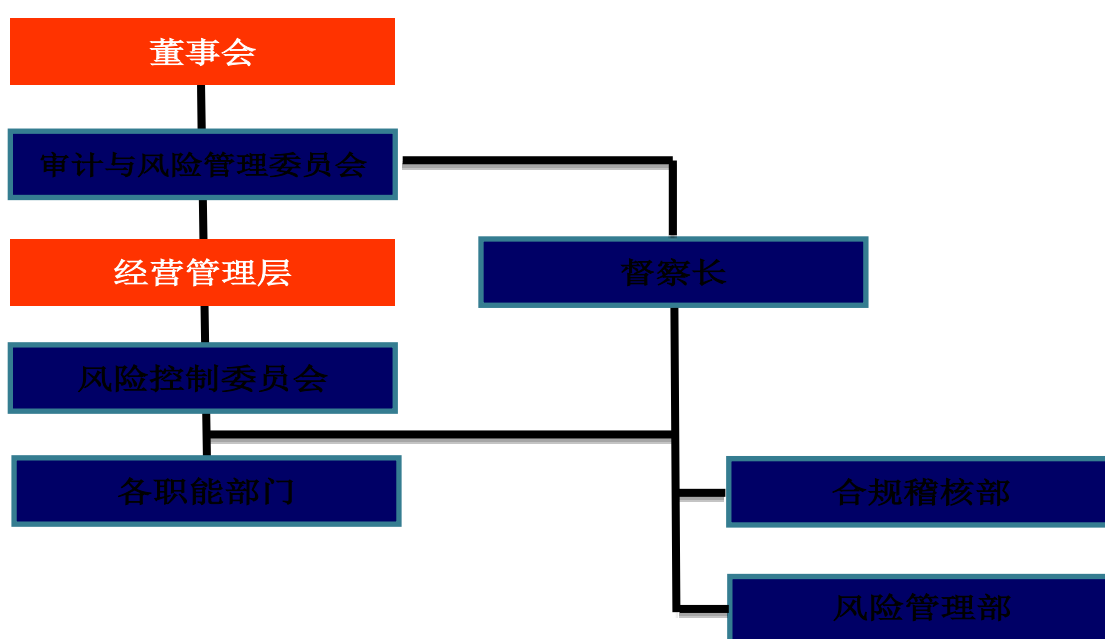 董事会
审计与风险管理委员会
经营管理层
督察长
风险控制委员会
各职能部门
合规稽核部
风险管理部